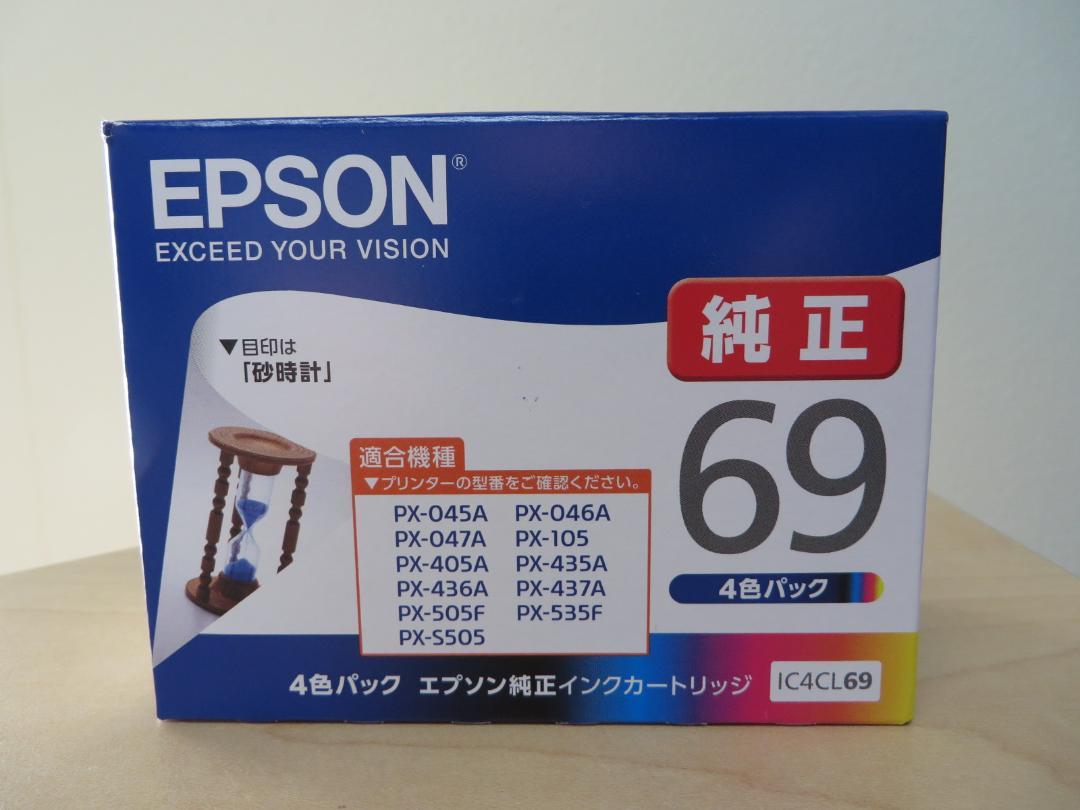 EPSON®
EXCEED YOUR VISION
純正
▼目印は
「砂時計」
69
適合機種
▼プリンターの型番をご確認ください。
PX-045A PX-046A
PX-047A PX-105
PX-405A PX-435A
PX-436A PX-437A
PX-505F PX-535F
PX-S505
4色パック
4色パック エプソン純正インクカートリッジ IC4CL69